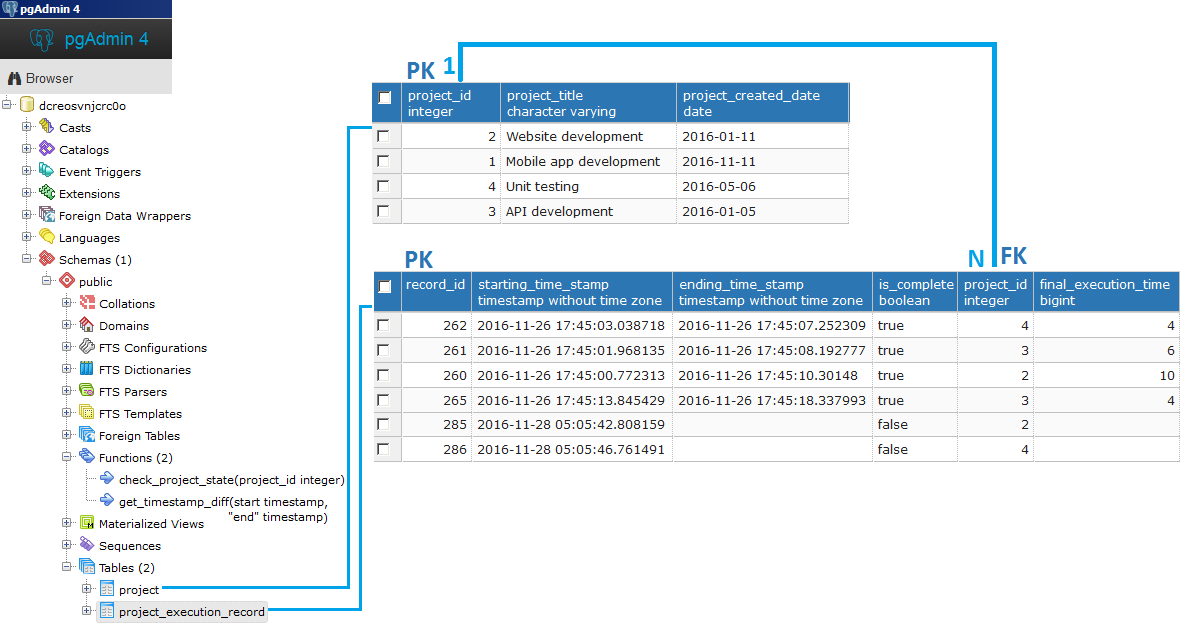 pgAdmin 4
pgAdmin 4
Browser
dcreosvnjcrc0o
Casts
Catalogs
Event Triggers
Extensions
Foreign Data Wrappers
Languages
Schemas (1)
public
Collations
Domains
FTS Configurations
FTS Dictionaries
FTS Parsers
FTS Templates
Foreign Tables
Functions (2)
check_project_state(project_id integer)
get_timestamp_diff(start timestamp,
"end" timestamp)
Materialized Views
Sequences
Tables (2)
project
project_execution_record
PK 1
project_id project_title project_created_date
integer character varying date
2 Website development 2016-01-11
1 Mobile app development 2016-11-11
4 Unit testing 2016-05-06
3 API development 2016-01-05
PK N FK
record_id starting_time_stamp ending_time_stamp is_complete project_id final_execution_time
timestamp without time zone timestamp without time zone boolean integer bigint
262 2016-11-26 17:45:03.038718 2016-11-26 17:45:07.252309 true 4 4
261 2016-11-26 17:45:01.968135 2016-11-26 17:45:08.192777 true 3 6
260 2016-11-26 17:45:00.772313 2016-11-26 17:45:10.30148 true 2 10
265 2016-11-26 17:45:13.845429 2016-11-26 17:45:18.337993 true 3 4
285 2016-11-28 05:05:42.808159 false 2
286 2016-11-28 05:05:46.761491 false 4